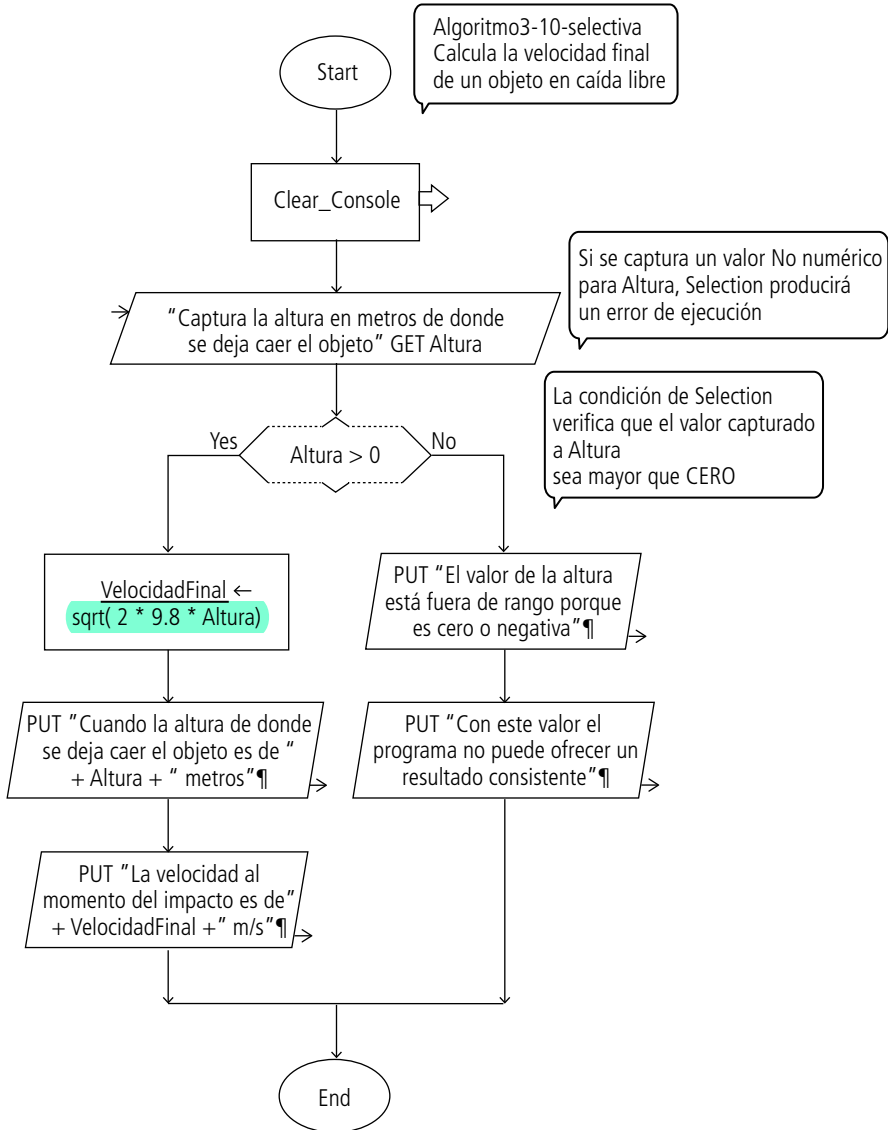 Algoritmo3-10-selectiva
Calcula la velocidad final
de un objeto en caída libre
Start
Clear_Console
Si se captura un valor No numérico
para Altura, Selection producirá
un error de ejecución
"Captura la altura en metros de donde
se deja caer el objeto" GET Altura
La condición de Selection
verifica que el valor capturado
a Altura
sea mayor que CERO
Yes
Altura > 0
No
VelocidadFinal ←
sqrt( 2 * 9.8 * Altura)
PUT "El valor de la altura
está fuera de rango porque
es cero o negativa"¶
PUT "Cuando la altura de donde
se deja caer el objeto es de "
+ Altura + " metros"¶
PUT "Con este valor el
programa no puede ofrecer un
resultado consistente"¶
PUT "La velocidad al
momento del impacto es de"
+ VelocidadFinal +" m/s"¶
End